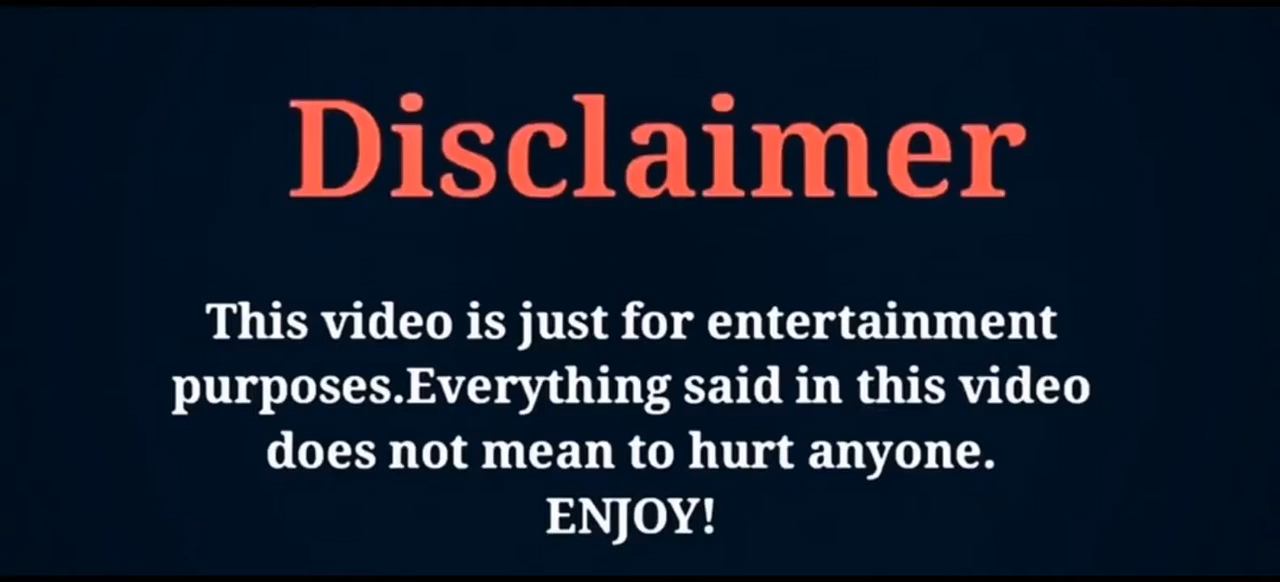 Disclaimer
This video is just for entertainment
purposes.Everything said in this video
does not mean to hurt anyone.
ENJOY!